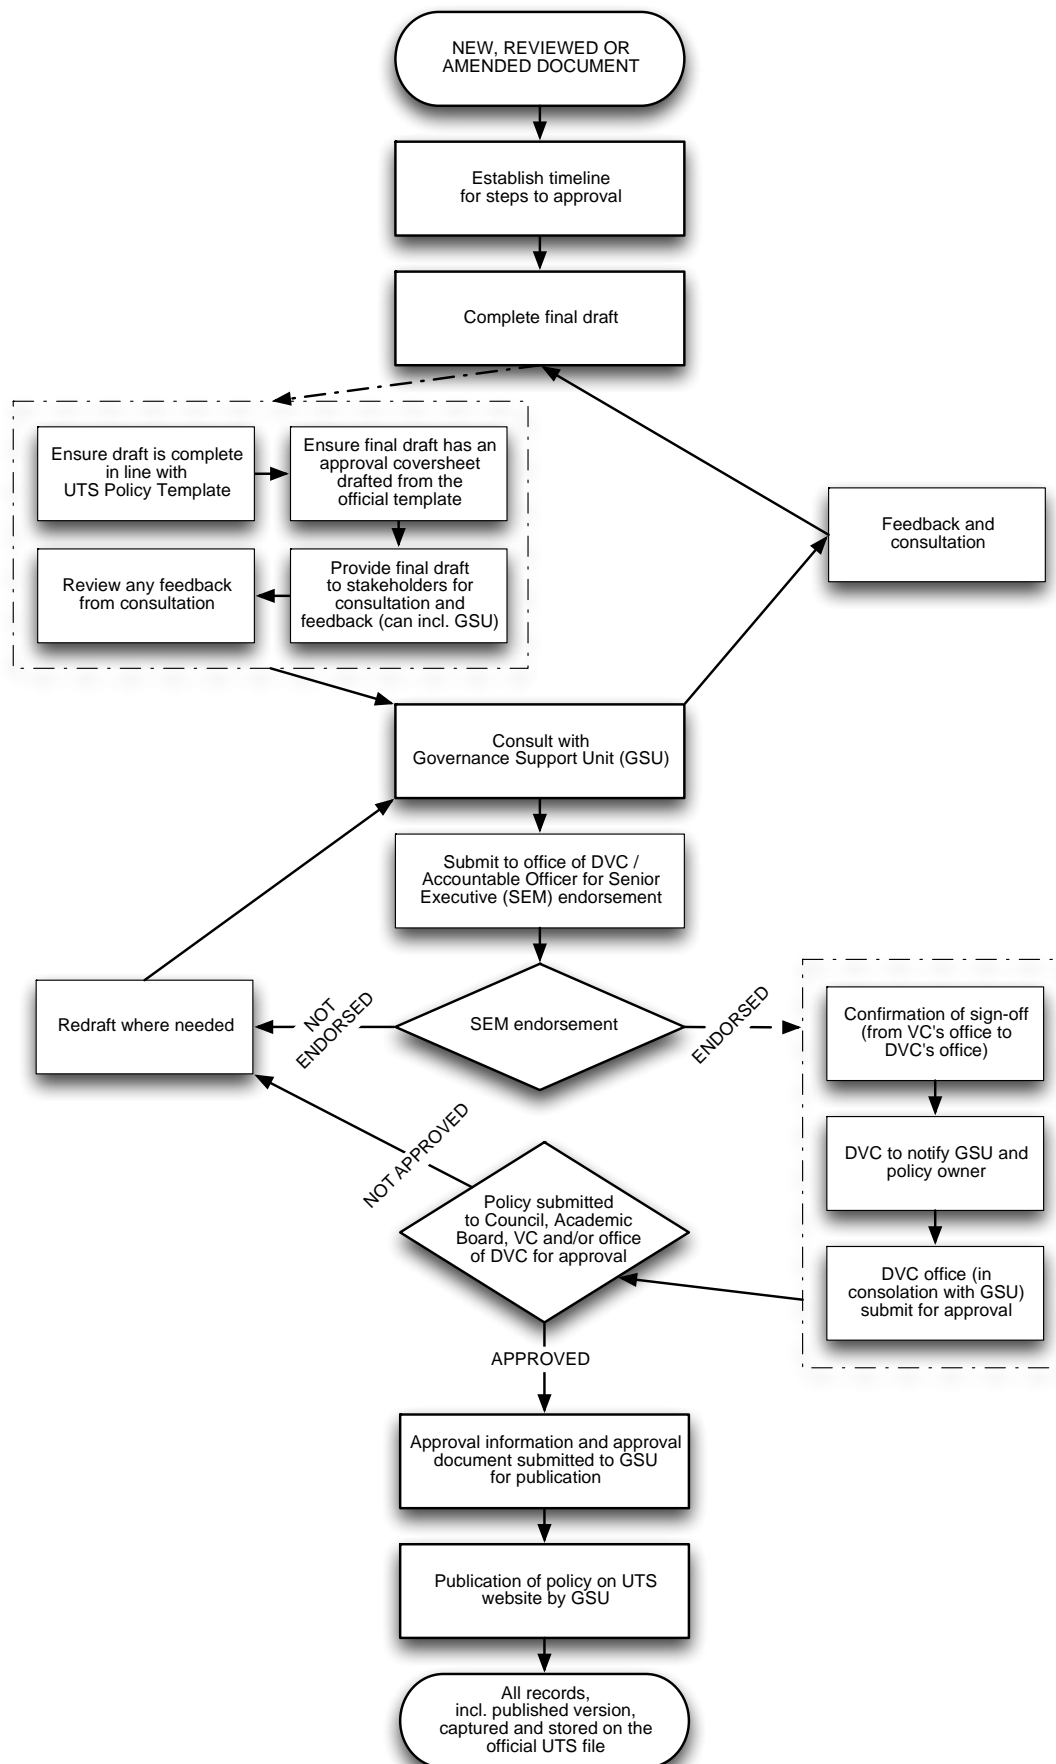 NEW, REVIEWED OR
AMENDED DOCUMENT
Establish timeline
for steps to approval
Complete final draft
Ensure draft is complete
in line with
UTS Policy Template
Ensure final draft has an
approval coversheet
drafted from the
official template
Provide final draft
to stakeholders for
consultation and
feedback (can incl. GSU)
Review any feedback
from consultation
Feedback and
consultation
Consult with
Governance Support Unit (GSU)
Submit to office of DVC /
Accountable Officer for Senior
Executive (SEM) endorsement
SEM endorsement
NOT
ENDORSED
Redraft where needed
ENDORSED
Confirmation of sign-off
(from VC's office to
DVC's office)
DVC to notify GSU and
policy owner
DVC office (in
consolation with GSU)
submit for approval
Policy submitted
to Council, Academic
Board, VC and/or office
of DVC for approval
NOT APPROVED
APPROVED
Approval information and approval
document submitted to GSU
for publication
Publication of policy on UTS
website by GSU
All records,
incl. published version,
captured and stored on the
official UTS file